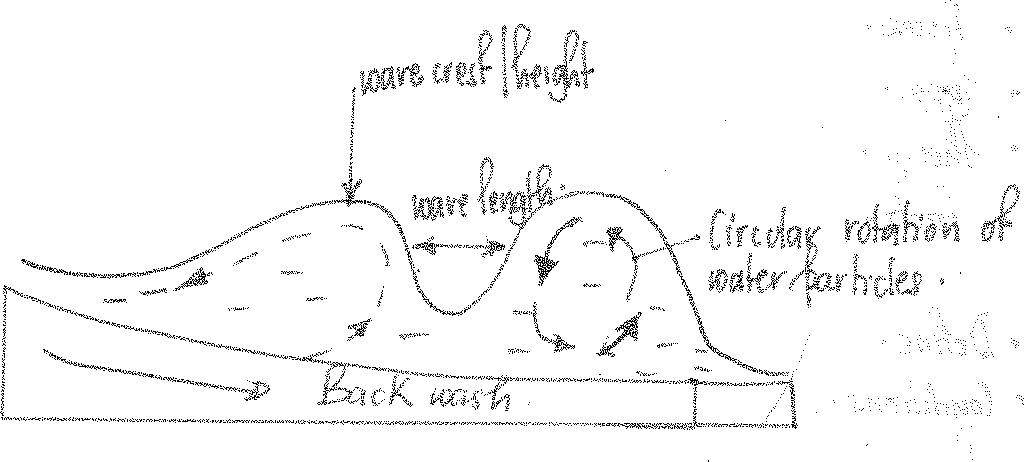 wave crest/height
wave length.
Circular rotation of
water particles.
Back wash